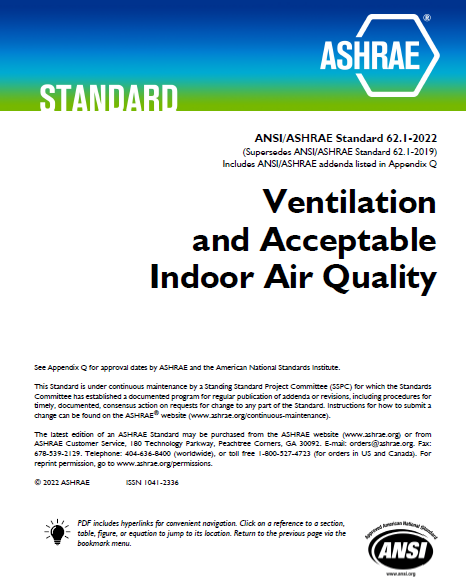 ASHRAE®
STANDARD
ANSI/ASHRAE Standard 62.1-2022
(Supersedes ANSI/ASHRAE Standard 62.1-2019)
Includes ANSI/ASHRAE addenda listed in Appendix Q
Ventilation
and Acceptable
Indoor Air Quality
See Appendix Q for approval dates by ASHRAE and the American National Standards Institute.
This Standard is under continuous maintenance by a Standing Standard Project Committee (SSPC) for which the Standards
Committee has established a documented program for regular publication of addenda or revisions, including procedures for
timely, documented, consensus action on requests for change to any part of the Standard. Instructions for how to submit a
change can be found on the ASHRAE® website (www.ashrae.org/continuous-maintenance).
The latest edition of an ASHRAE Standard may be purchased from the ASHRAE website (www.ashrae.org) or from
ASHRAE Customer Service, 180 Technology Parkway, Peachtree Corners, GA 30092. E-mail: orders@ashrae.org. Fax:
678-539-2129. Telephone: 404-636-8400 (worldwide), or toll free 1-800-527-4723 (for orders in US and Canada). For
reprint permission, go to www.ashrae.org/permissions.
© 2022 ASHRAE ISSN 1041-2336
PDF includes hyperlinks for convenient navigation. Click on a reference to a section,
table, figure, or equation to jump to its location. Return to the previous page via the
bookmark menu.
Approved American National Standard
ANSI
www.ansi.org